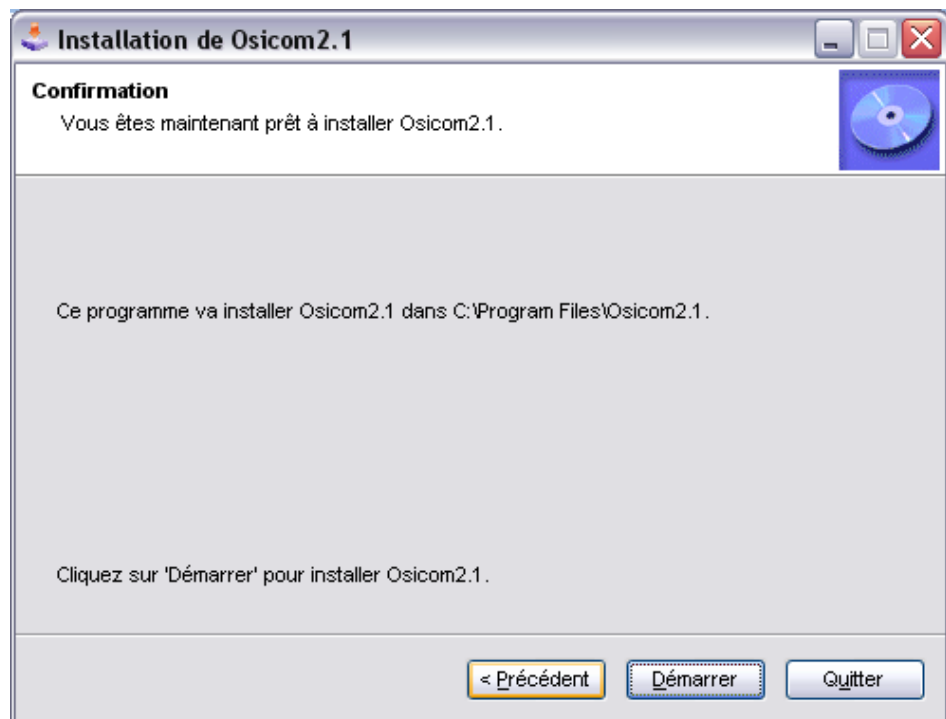 Installation de Osicom2.1
Confirmation
Vous êtes maintenant prêt à installer Osicom2.1.
Ce programme va installer Osicom2.1 dans C:\Program Files\Osicom2.1.
Cliquez sur 'Démarrer' pour installer Osicom2.1.
< Précédent Démarrer Quitter